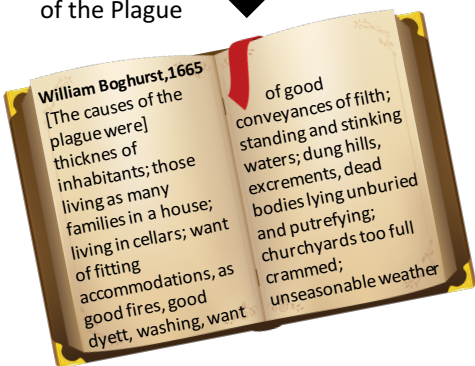 of the Plague
William Boghurst,1665
[The causes of the
plague were]
thicknes of
inhabitants; those
living as many
families in a house;
living in cellars; want
of fitting
accommodations, as
good fires, good
dyett, washing, want
of good
conveyances of filth;
standing and stinking
waters; dung hills,
excrements, dead
bodies lying unburied
and putrefying;
churchyards too full
crammed;
unseasonable weather